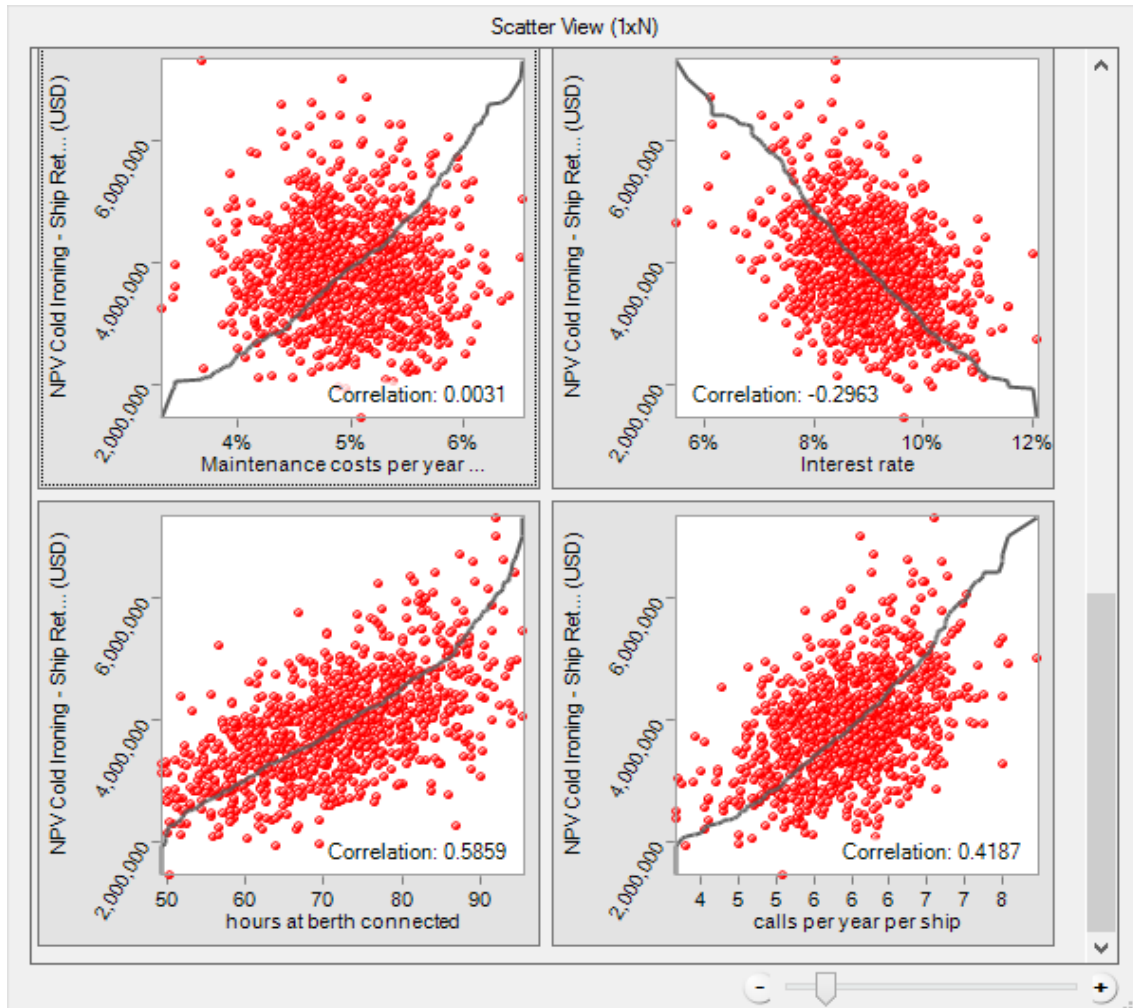 Scatter View (1xN)
NPV Cold Ironing - Ship Ret... (USD)
6,000,000
4,000,000
2,000,000
Correlation: 0.0031
4% 5% 6%
Maintenance costs per year ...
NPV Cold Ironing - Ship Ret... (USD)
6,000,000
4,000,000
2,000,000
Correlation: -0.2963
6% 8% 10% 12%
Interest rate
NPV Cold Ironing - Ship Ret... (USD)
6,000,000
4,000,000
2,000,000
Correlation: 0.5859
50 60 70 80 90
hours at berth connected
NPV Cold Ironing - Ship Ret... (USD)
6,000,000
4,000,000
2,000,000
Correlation: 0.4187
4 5 5 6 6 6 7 7 8
calls per year per ship
- +